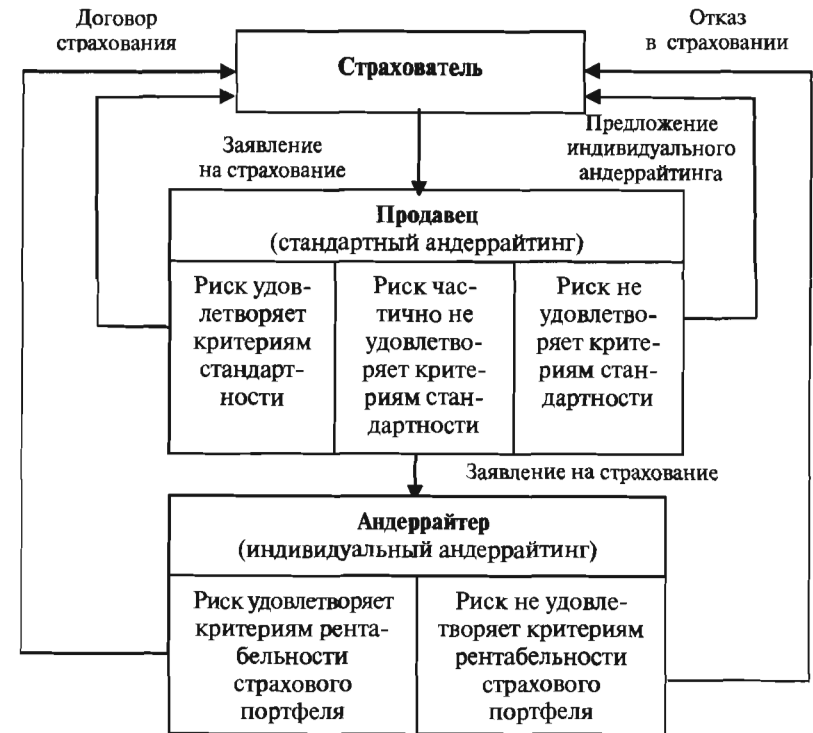 Договор
страхования
Отказ
в страховании
Страхователь
Заявление
на страхование
Предложение
индивидуального
андеррайтинга
Продавец
(стандартный андеррайтинг)
Риск удов-
летворяет
критериям
стандарт-
ности
Риск час-
тично не
удовлетво-
ряет крите-
риям стан-
дартности
Риск не
удовлетво-
ряет крите-
риям стан-
дартности
Заявление на страхование
Андеррайтер
(индивидуальный андеррайтинг)
Риск удовлетворяет
критериям рента-
бельности
страхового
портфеля
Риск не удовле-
творяет критериям
рентабельности
страхового
портфеля